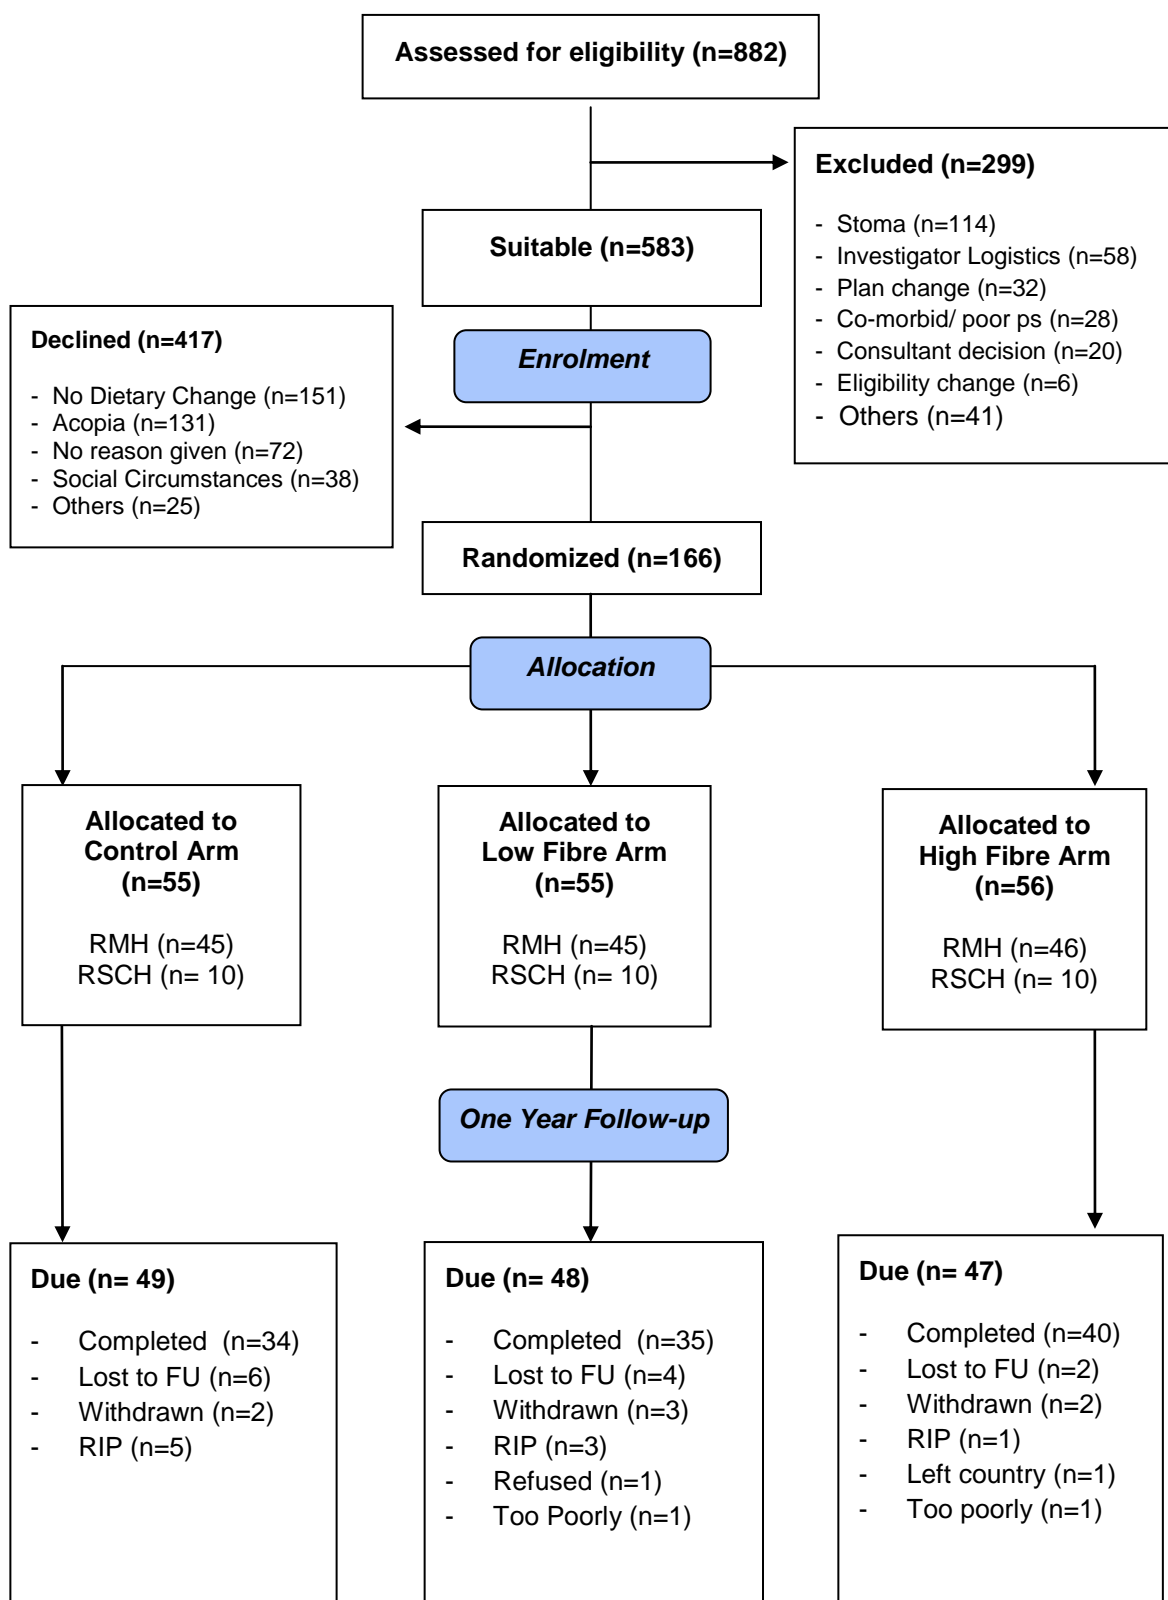 Assessed for eligibility (n=882)
Excluded (n=299)
- Stoma (n=114)
- Investigator Logistics (n=58)
- Plan change (n=32)
- Co-morbid/ poor ps (n=28)
- Consultant decision (n=20)
- Eligibility change (n=6)
- Others (n=41)
Suitable (n=583)
Enrolment
Declined (n=417)
- No Dietary Change (n=151)
- Acopia (n=131)
- No reason given (n=72)
- Social Circumstances (n=38)
- Others (n=25)
Randomized (n=166)
Allocation
Allocated to
Control Arm
(n=55)
RMH (n=45)
RSCH (n= 10)
Allocated to
Low Fibre Arm
(n=55)
RMH (n=45)
RSCH (n= 10)
Allocated to
High Fibre Arm
(n=56)
RMH (n=46)
RSCH (n= 10)
One Year Follow-up
Due (n= 49)
- Completed (n=34)
- Lost to FU (n=6)
- Withdrawn (n=2)
- RIP (n=5)
Due (n= 48)
- Completed (n=35)
- Lost to FU (n=4)
- Withdrawn (n=3)
- RIP (n=3)
- Refused (n=1)
- Too Poorly (n=1)
Due (n= 47)
- Completed (n=40)
- Lost to FU (n=2)
- Withdrawn (n=2)
- RIP (n=1)
- Left country (n=1)
- Too poorly (n=1)